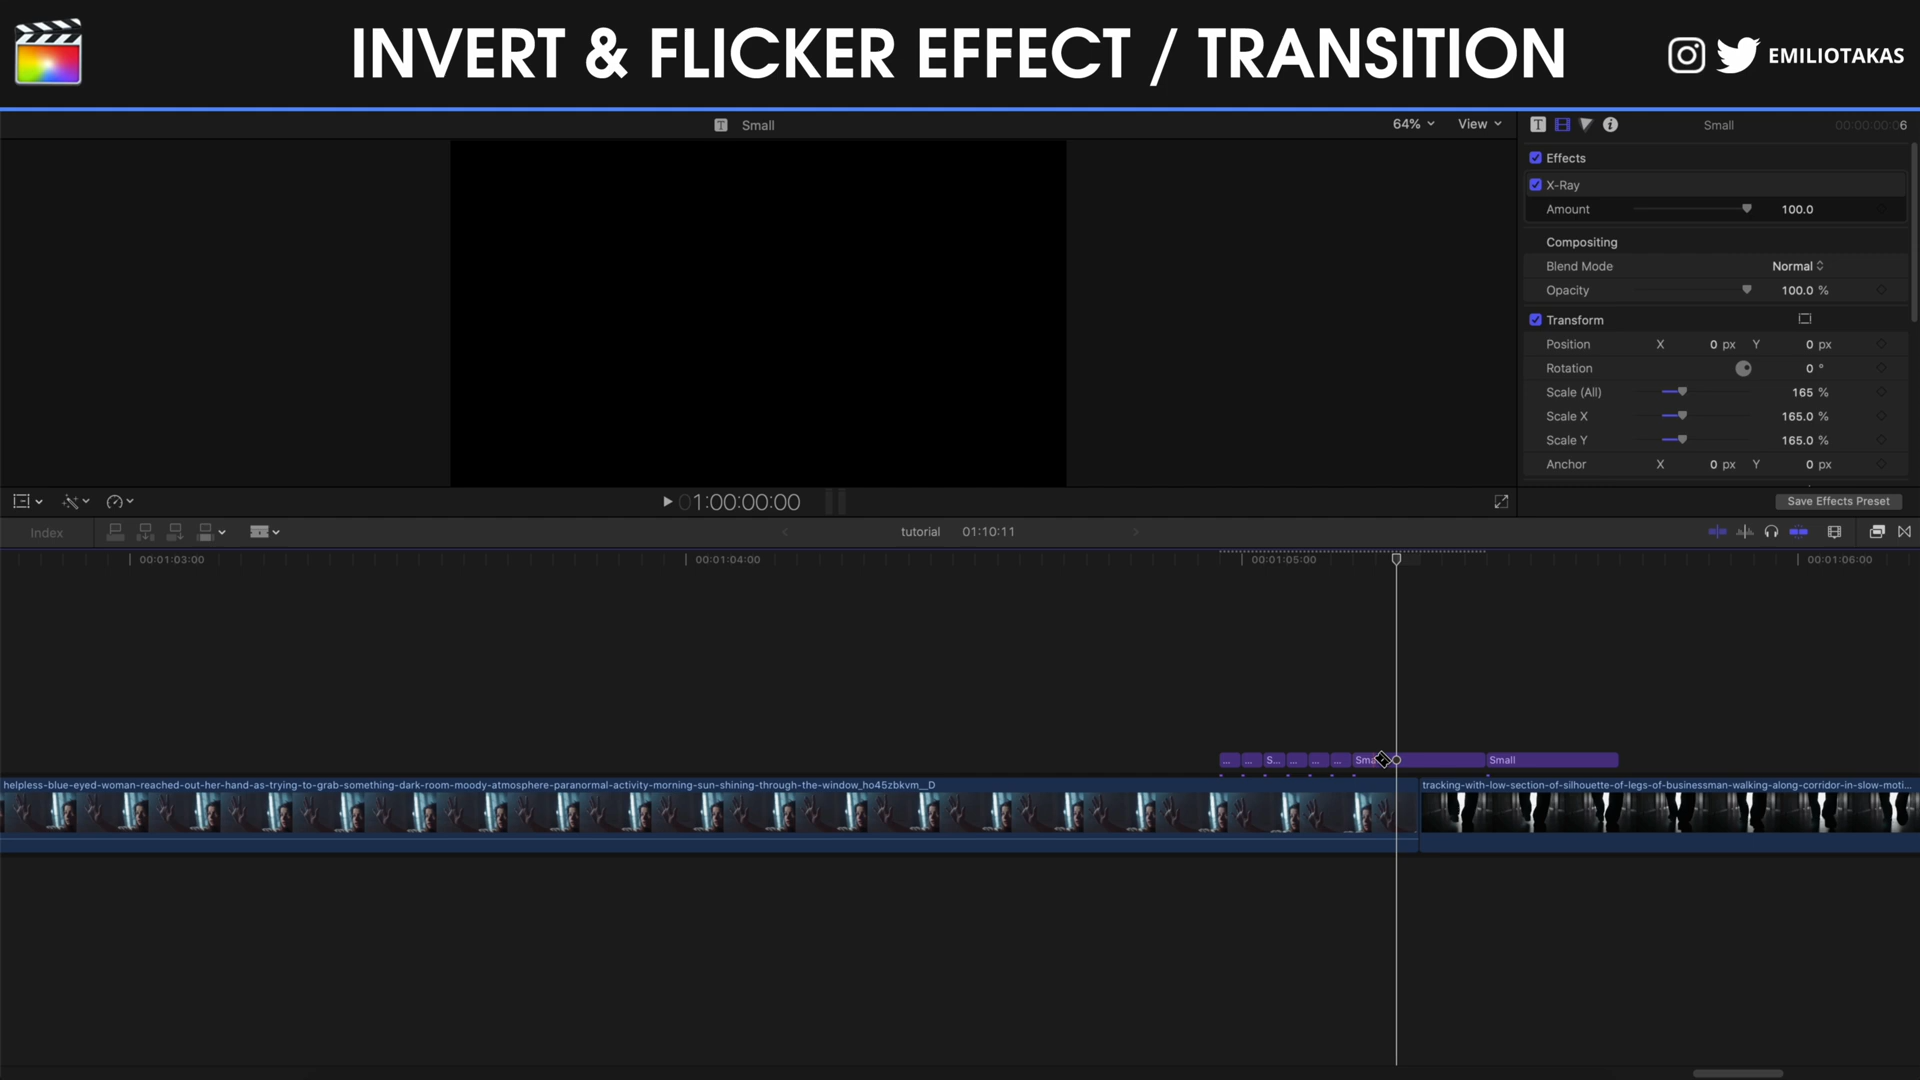 INVERT & FLICKER EFFECT / TRANSITION
EMILIOTAKAS
T Small
64%
View
T
Small
00:00:00:06
Effects
X-Ray
Amount 100.0
Compositing
Blend Mode Normal
Opacity 100.0 %
Transform
Position X 0 px Y 0 px
Rotation 0 °
Scale (All) 165 %
Scale X 165.0 %
Scale Y 165.0 %
Anchor X 0 px Y 0 px
01:00:00:00
Save Effects Preset
Index
tutorial 01:10:11
00:01:03:00
00:01:04:00
00:01:05:00
00:01:06:00
... ... S... ... ... ... Sma Small
helpless-blue-eyed-woman-reached-out-her-hand-as-trying-to-grab-something-dark-room-moody-atmosphere-paranormal-activity-morning-sun-shining-through-the-window_ho45zbkvm__D
tracking-with-low-section-of-silhouette-of-legs-of-businessman-walking-along-corridor-in-slow-moti...